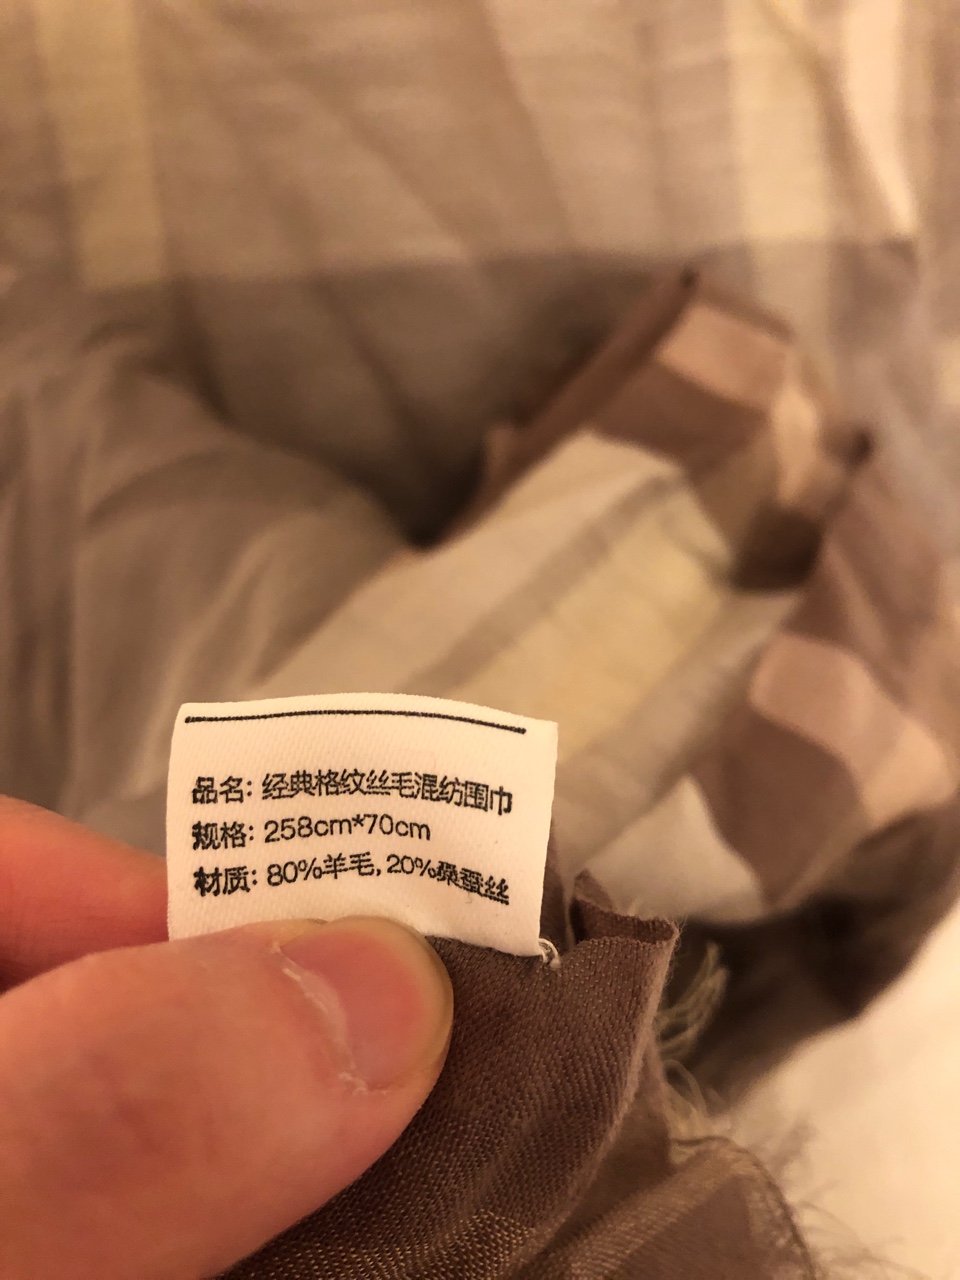 品名: 经典格纹丝毛混纺围巾
规格: 258cm*70cm
材质: 80%羊毛, 20%桑蚕丝